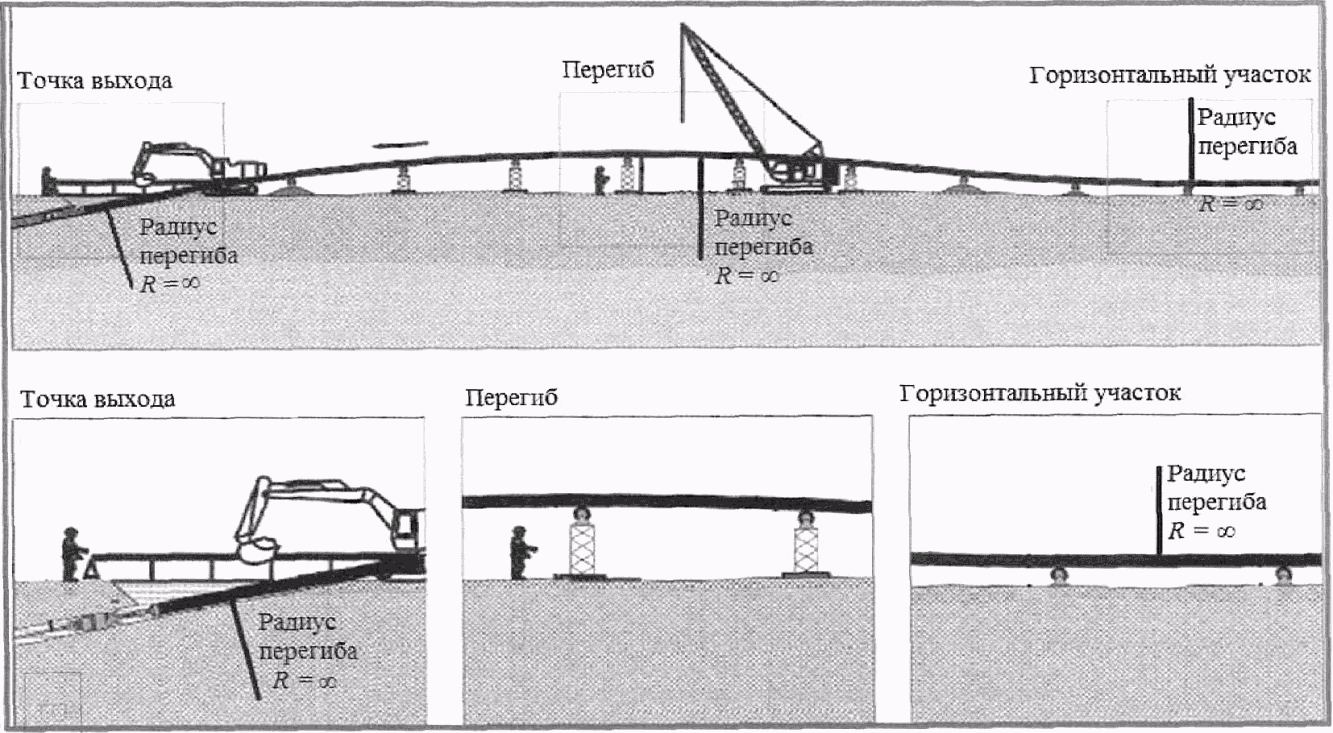 Точка выхода
Перегиб
Горизонтальный участок
Радиус
перегиба
R = ∞
Радиус
перегиба
R = ∞
Радиус
перегиба
R = ∞
Точка выхода
Перегиб
Горизонтальный участок
Радиус
перегиба
R = ∞
Радиус
перегиба
R = ∞